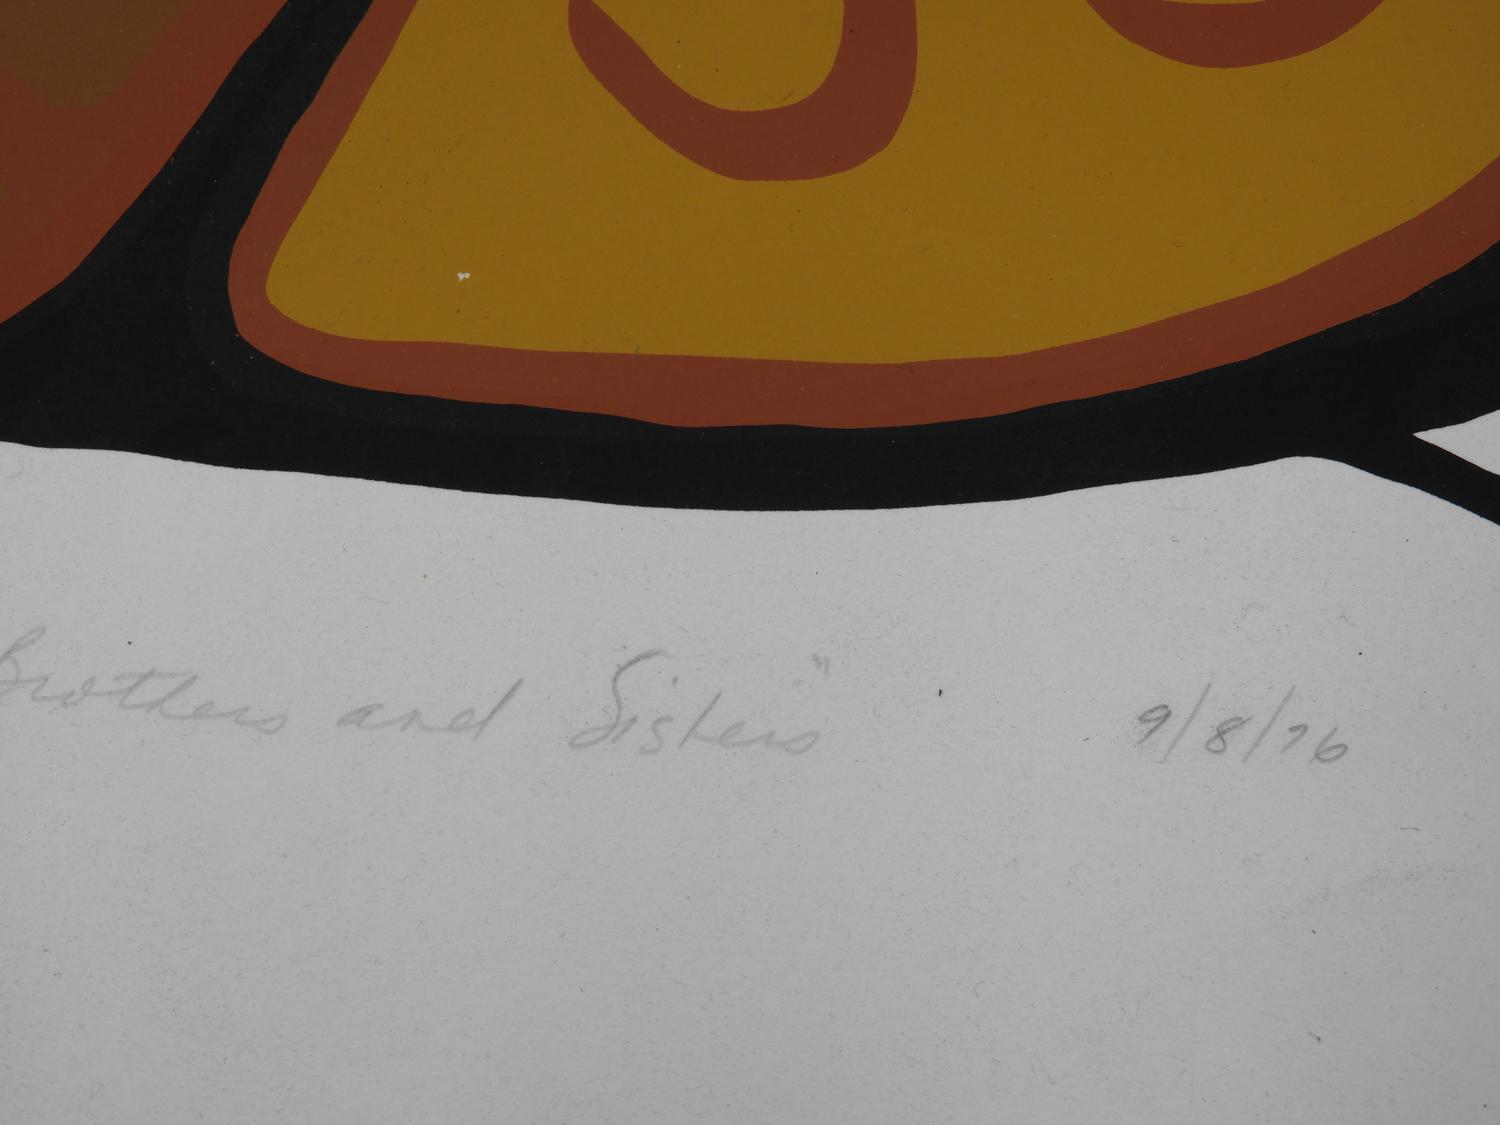 Brothers and Sisters" 9/8/76